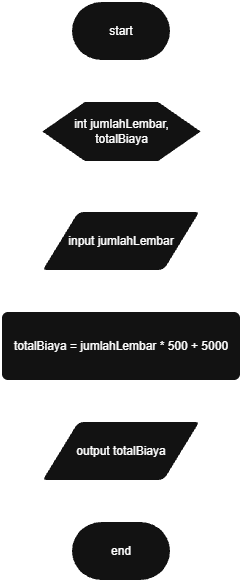 start
int jumlahLembar,
totalBiaya
input jumlahLembar
totalBiaya = jumlahLembar * 500 + 5000
output totalBiaya
end